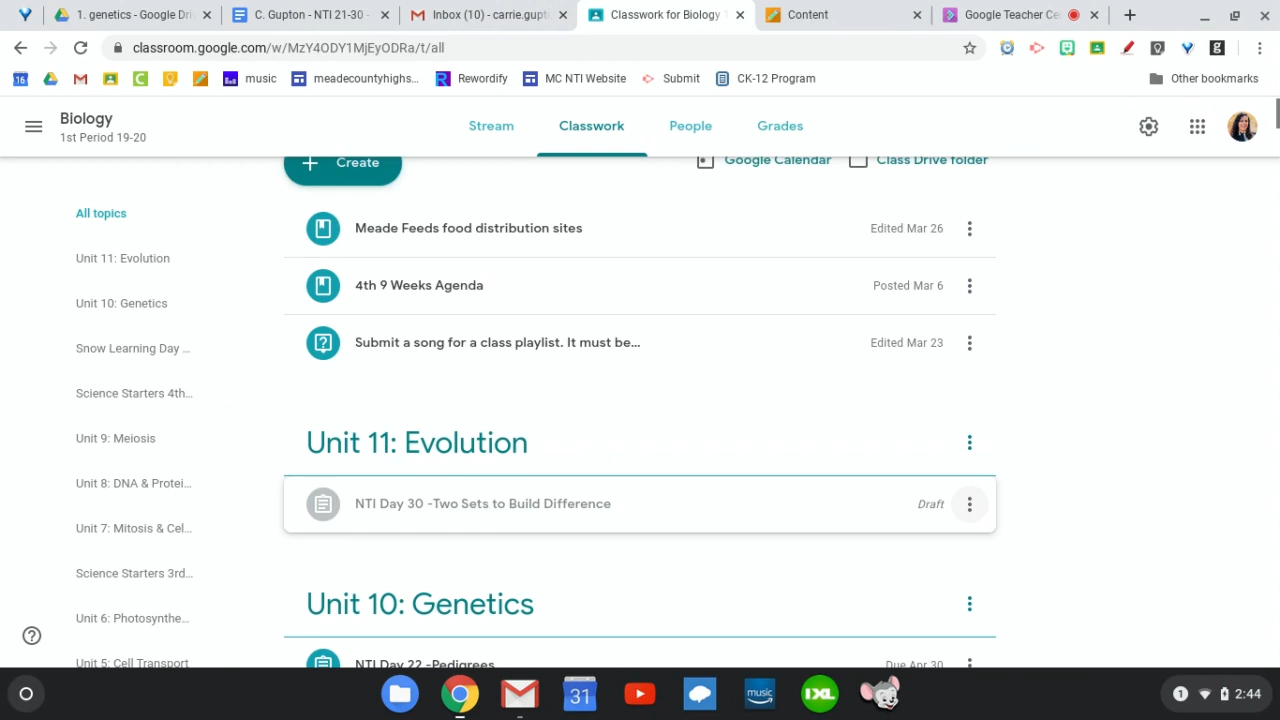 1. genetics - Google Dri
C. Gupton - NTI 21-30 -
Inbox (10) - carrie.gupt
Classwork for Biology 1
Content
Google Teacher Ce
classroom.google.com/w/MzY4ODY1MjEyODRa/t/all
16
music
meadecountyhighs...
Rewordify
MC NTI Website
Submit
CK-12 Program
Other bookmarks
Biology
1st Period 19-20
Stream
Classwork
People
Grades
Create
Google Calendar
Class Drive folder
All topics
Unit 11: Evolution
Unit 10: Genetics
Snow Learning Day ...
Science Starters 4th...
Unit 9: Meiosis
Unit 8: DNA & Protei...
Unit 7: Mitosis & Cel...
Science Starters 3rd...
Unit 6: Photosynthe...
Unit 5: Cell Transport
Meade Feeds food distribution sites
Edited Mar 26
4th 9 Weeks Agenda
Posted Mar 6
Submit a song for a class playlist. It must be...
Edited Mar 23
Unit 11: Evolution
NTI Day 30 -Two Sets to Build Difference
Draft
Unit 10: Genetics
NTI Day 22 -Pedigrees
Due Apr 30
31
music
IXL
1
2:44